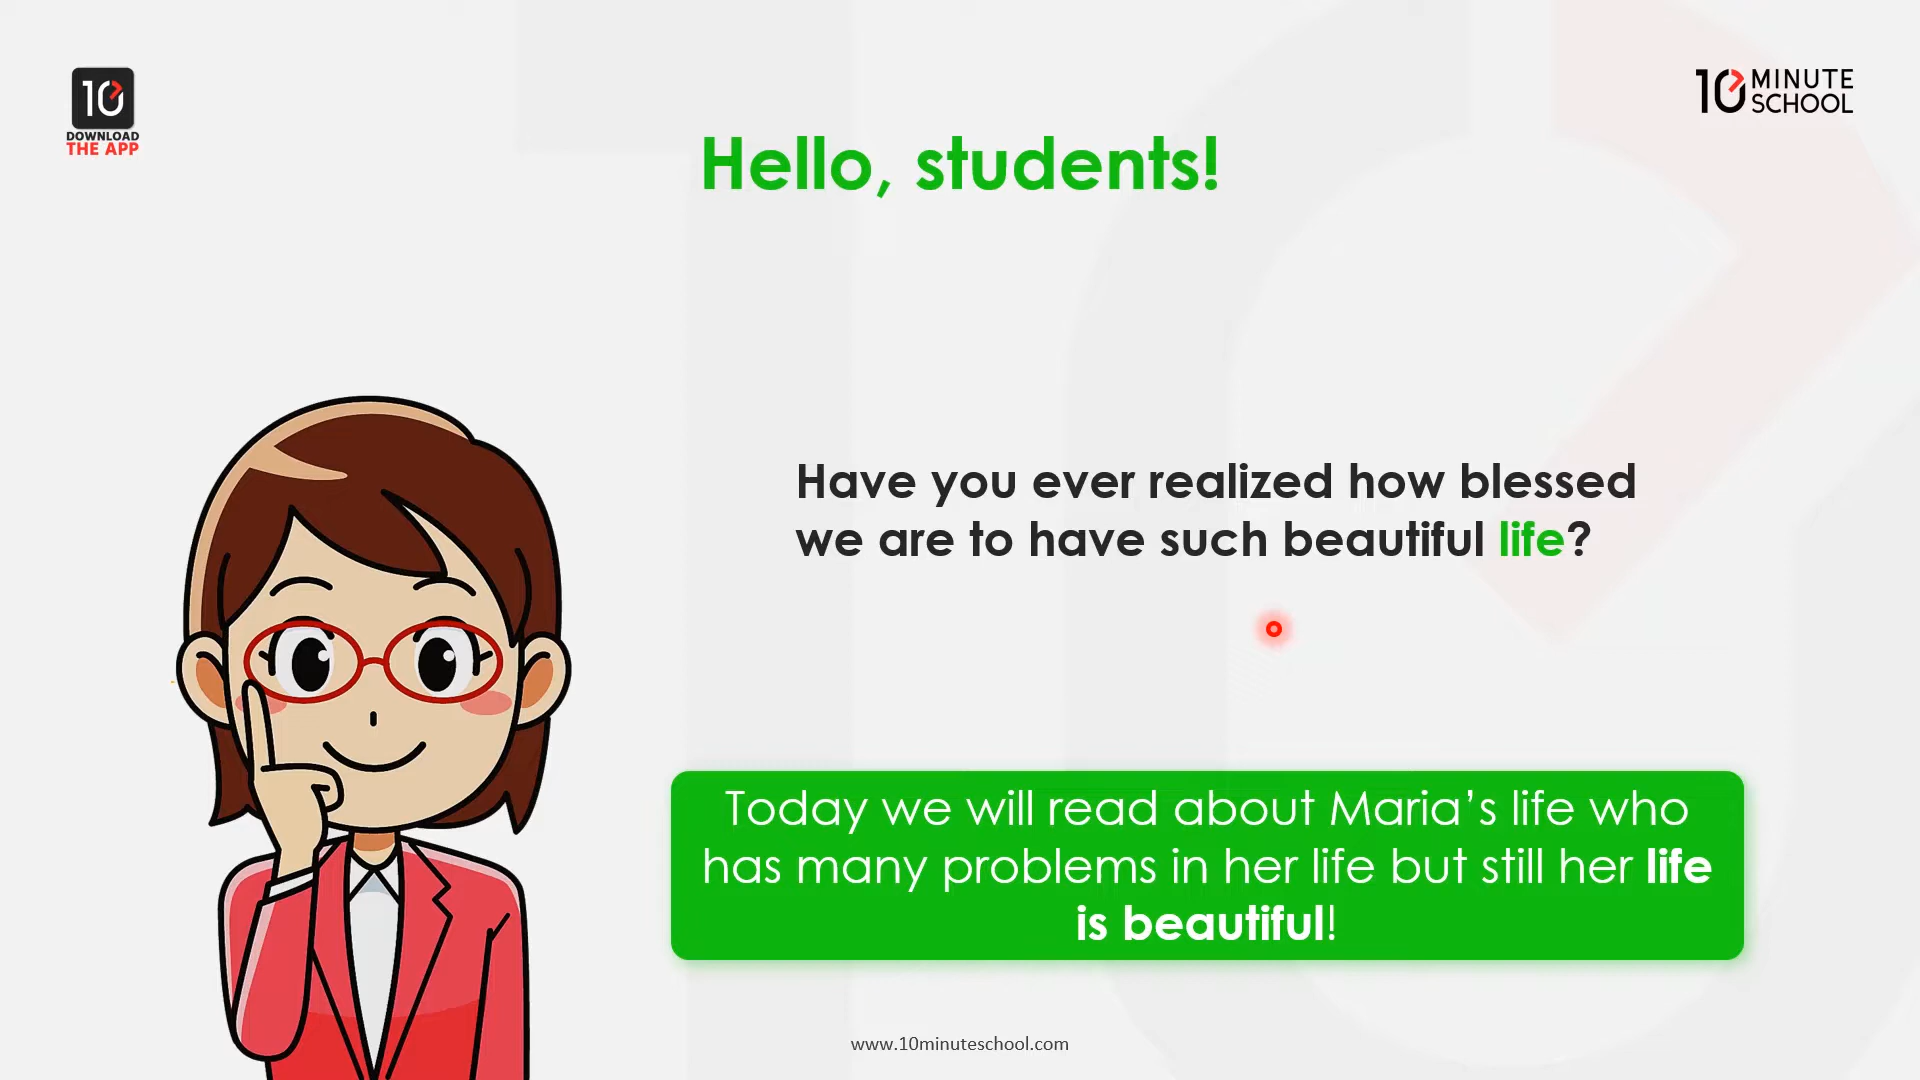 10
DOWNLOAD
THE APP
10 MINUTE
SCHOOL
Hello, students!
Have you ever realized how blessed
we are to have such beautiful life?
Today we will read about Maria’s life who
has many problems in her life but still her life
is beautiful!
www.10minuteschool.com